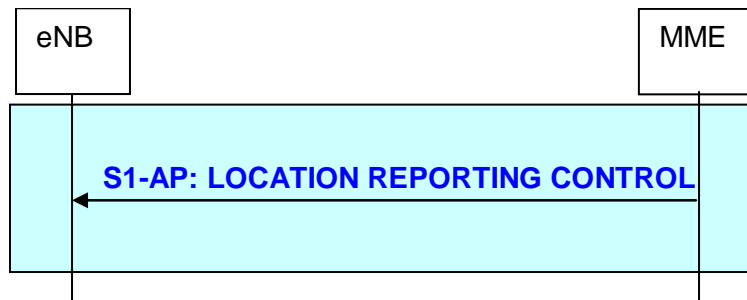 eNB
MME
S1-AP: LOCATION REPORTING CONTROL